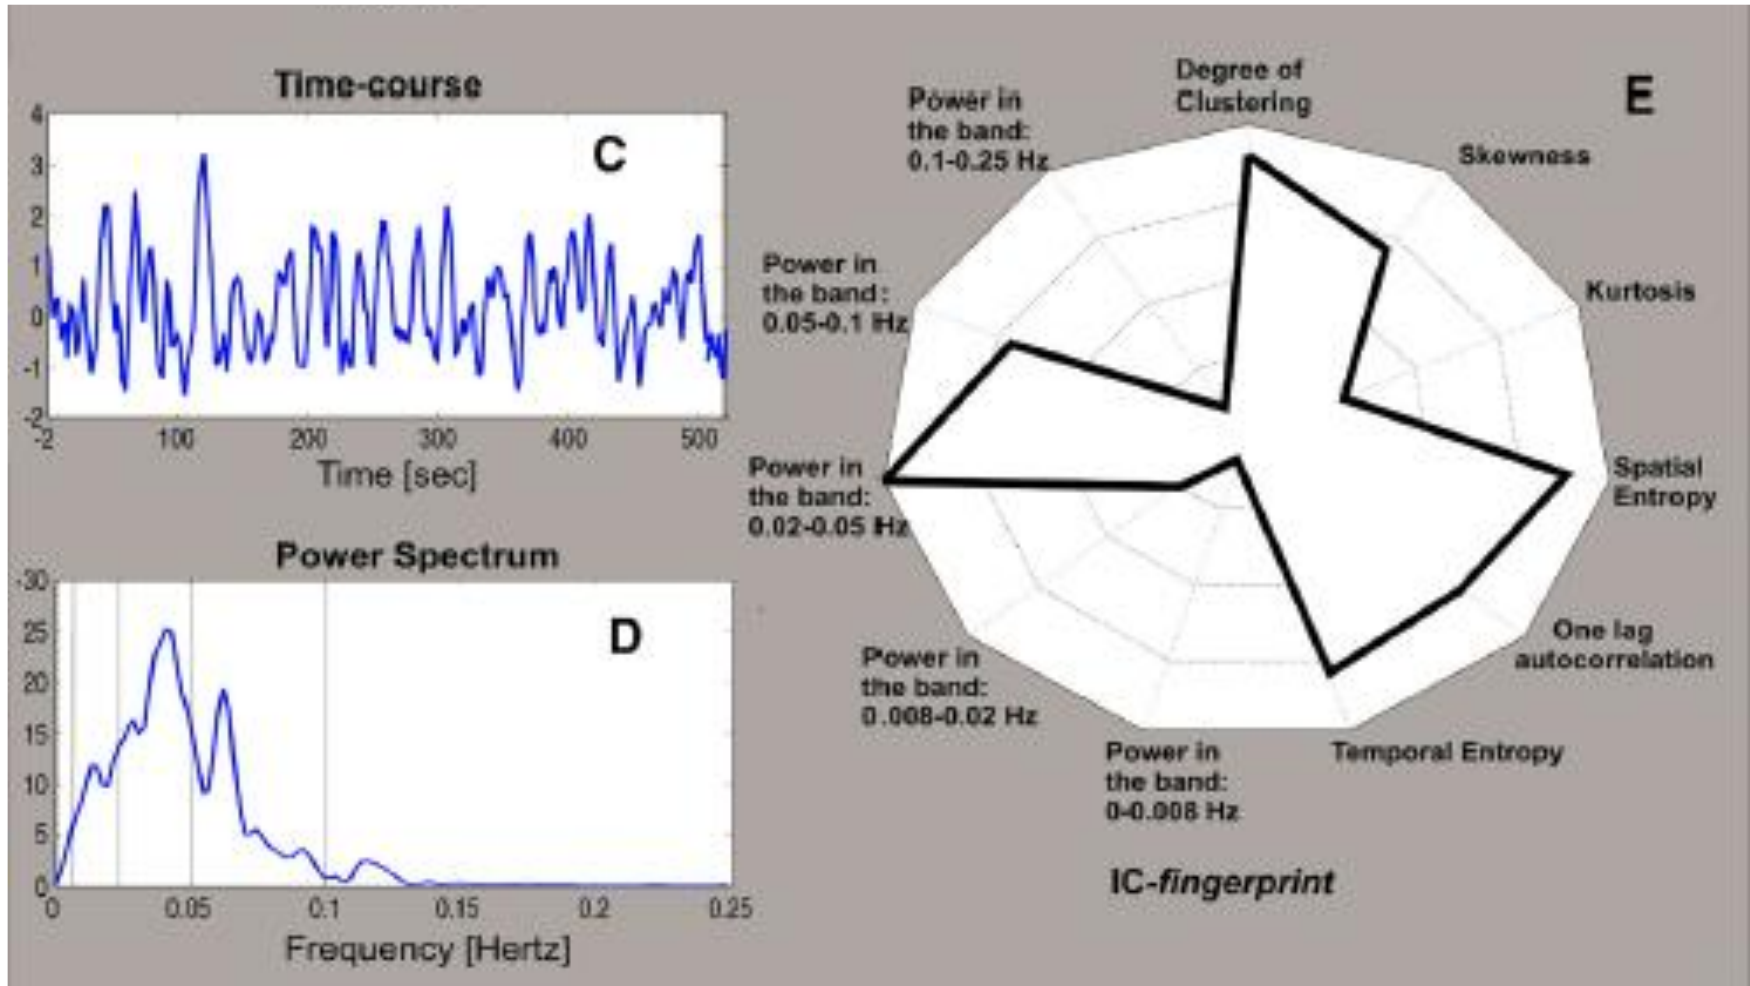 Time-course
C
4
3
2
1
0
-1
-2
-2 100 200 300 400 500
Time [sec]
Power Spectrum
D
-30
25
20
15
10
5
0
0 0.05 0.1 0.15 0.2 0.25
Frequency [Hertz]
E
Degree of
Clustering
Skewness
Kurtosis
Spatial
Entropy
One lag
autocorrelation
Temporal Entropy
Power in
the band:
0-0.008 Hz
Power in
the band:
0.008-0.02 Hz
Power in
the band:
0.02-0.05 Hz
Power in
the band:
0.05-0.1 Hz
Power in
the band:
0.1-0.25 Hz
IC-fingerprint